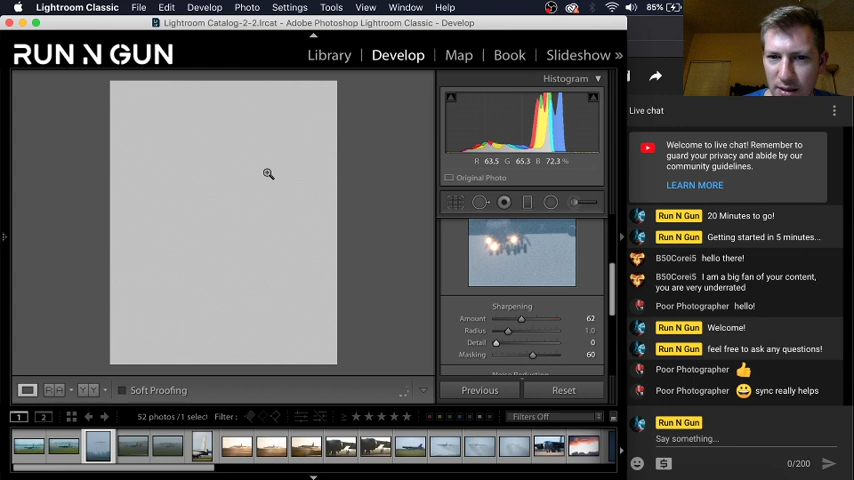 Lightroom Classic File Edit Develop Photo Settings Tools View Window Help 85%
Lightroom Catalog-2-2.lrcat - Adobe Photoshop Lightroom Classic - Develop
RUN N GUN
Library Develop Map Book Slideshow »
Histogram
R 63.5 G 65.3 B 72.3 %
Original Photo
Sharpening
Amount 62
Radius 1.0
Detail 0
Masking 60
Soft Proofing
Previous Reset
1 2 52 photos/1 select Filter : Filters Off
Live chat
Welcome to live chat! Remember to
guard your privacy and abide by our
community guidelines.
LEARN MORE
Run N Gun 20 Minutes to go!
Run N Gun Getting started in 5 minutes...
B50Corei5 hello there!
B50Corei5 I am a big fan of your content,
you are very underrated
Poor Photographer hello!
Run N Gun Welcome!
Run N Gun feel free to ask any questions!
Poor Photographer 👍
Poor Photographer 😀 sync really helps
Run N Gun
Say something...
0/200